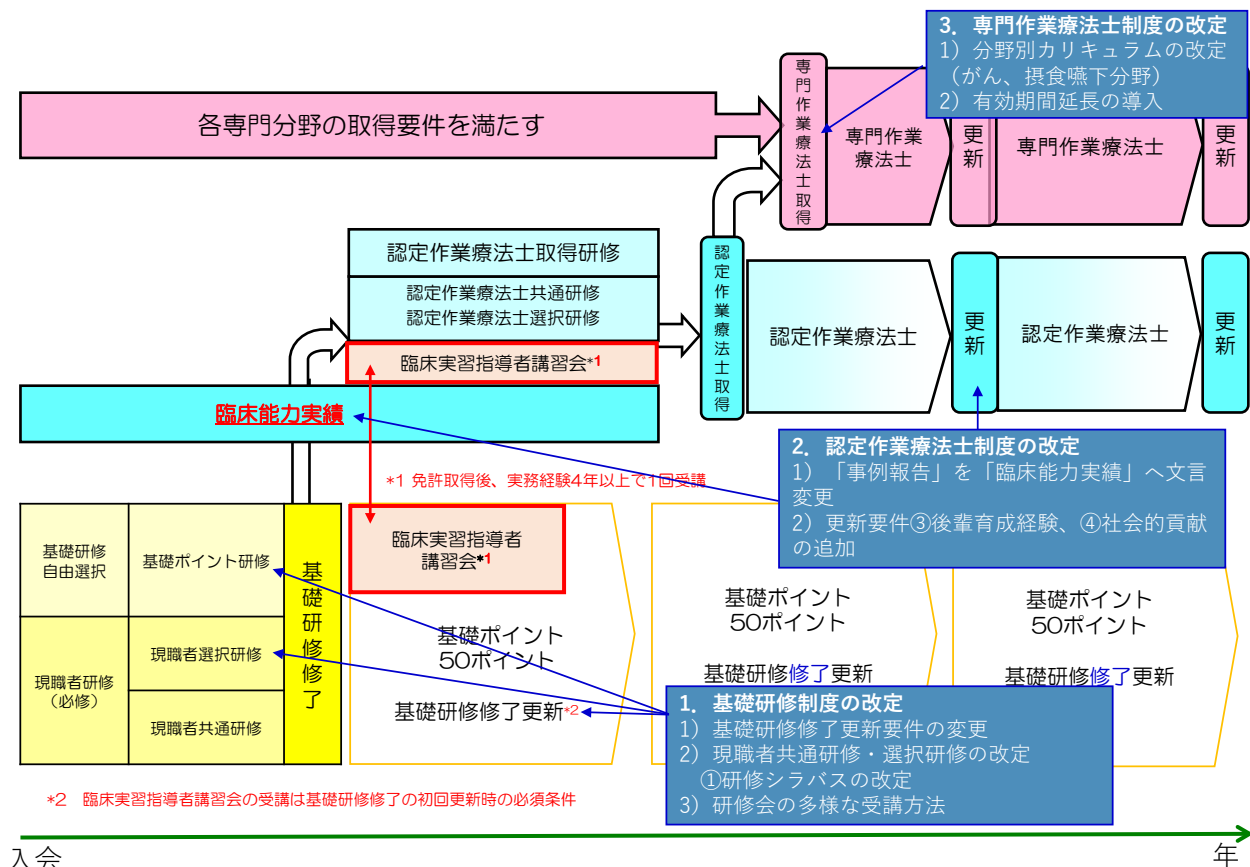 3．専門作業療法士制度の改定
1）分野別カリキュラムの改定
（がん、摂食嚥下分野）
2）有効期間延長の導入
各専門分野の取得要件を満たす
専門作業療法士取得
専門作業
療法士
更新
専門作業療法士
更新
認定作業療法士取得研修
認定作業療法士共通研修
認定作業療法士選択研修
臨床実習指導者講習会*1
認定作業療法士取得
認定作業療法士
更新
認定作業療法士
更新
臨床能力実績
*1 免許取得後、実務経験4年以上で1回受講
2．認定作業療法士制度の改定
1）「事例報告」を「臨床能力実績」へ文言
変更
2）更新要件③後輩育成経験、④社会的貢献
の追加
基礎研修
自由選択
基礎ポイント研修
現職者研修
（必修）
現職者選択研修
現職者共通研修
基礎研修修了
臨床実習指導者
講習会*1
基礎ポイント
50ポイント
基礎研修修了更新*2
基礎ポイント
50ポイント
基礎研修修了更新
基礎ポイント
50ポイント
基礎研修修了更新
1．基礎研修制度の改定
1）基礎研修修了更新要件の変更
2）現職者共通研修・選択研修の改定
①研修シラバスの改定
3）研修会の多様な受講方法
*2　臨床実習指導者講習会の受講は基礎研修修了の初回更新時の必須条件
入会
年